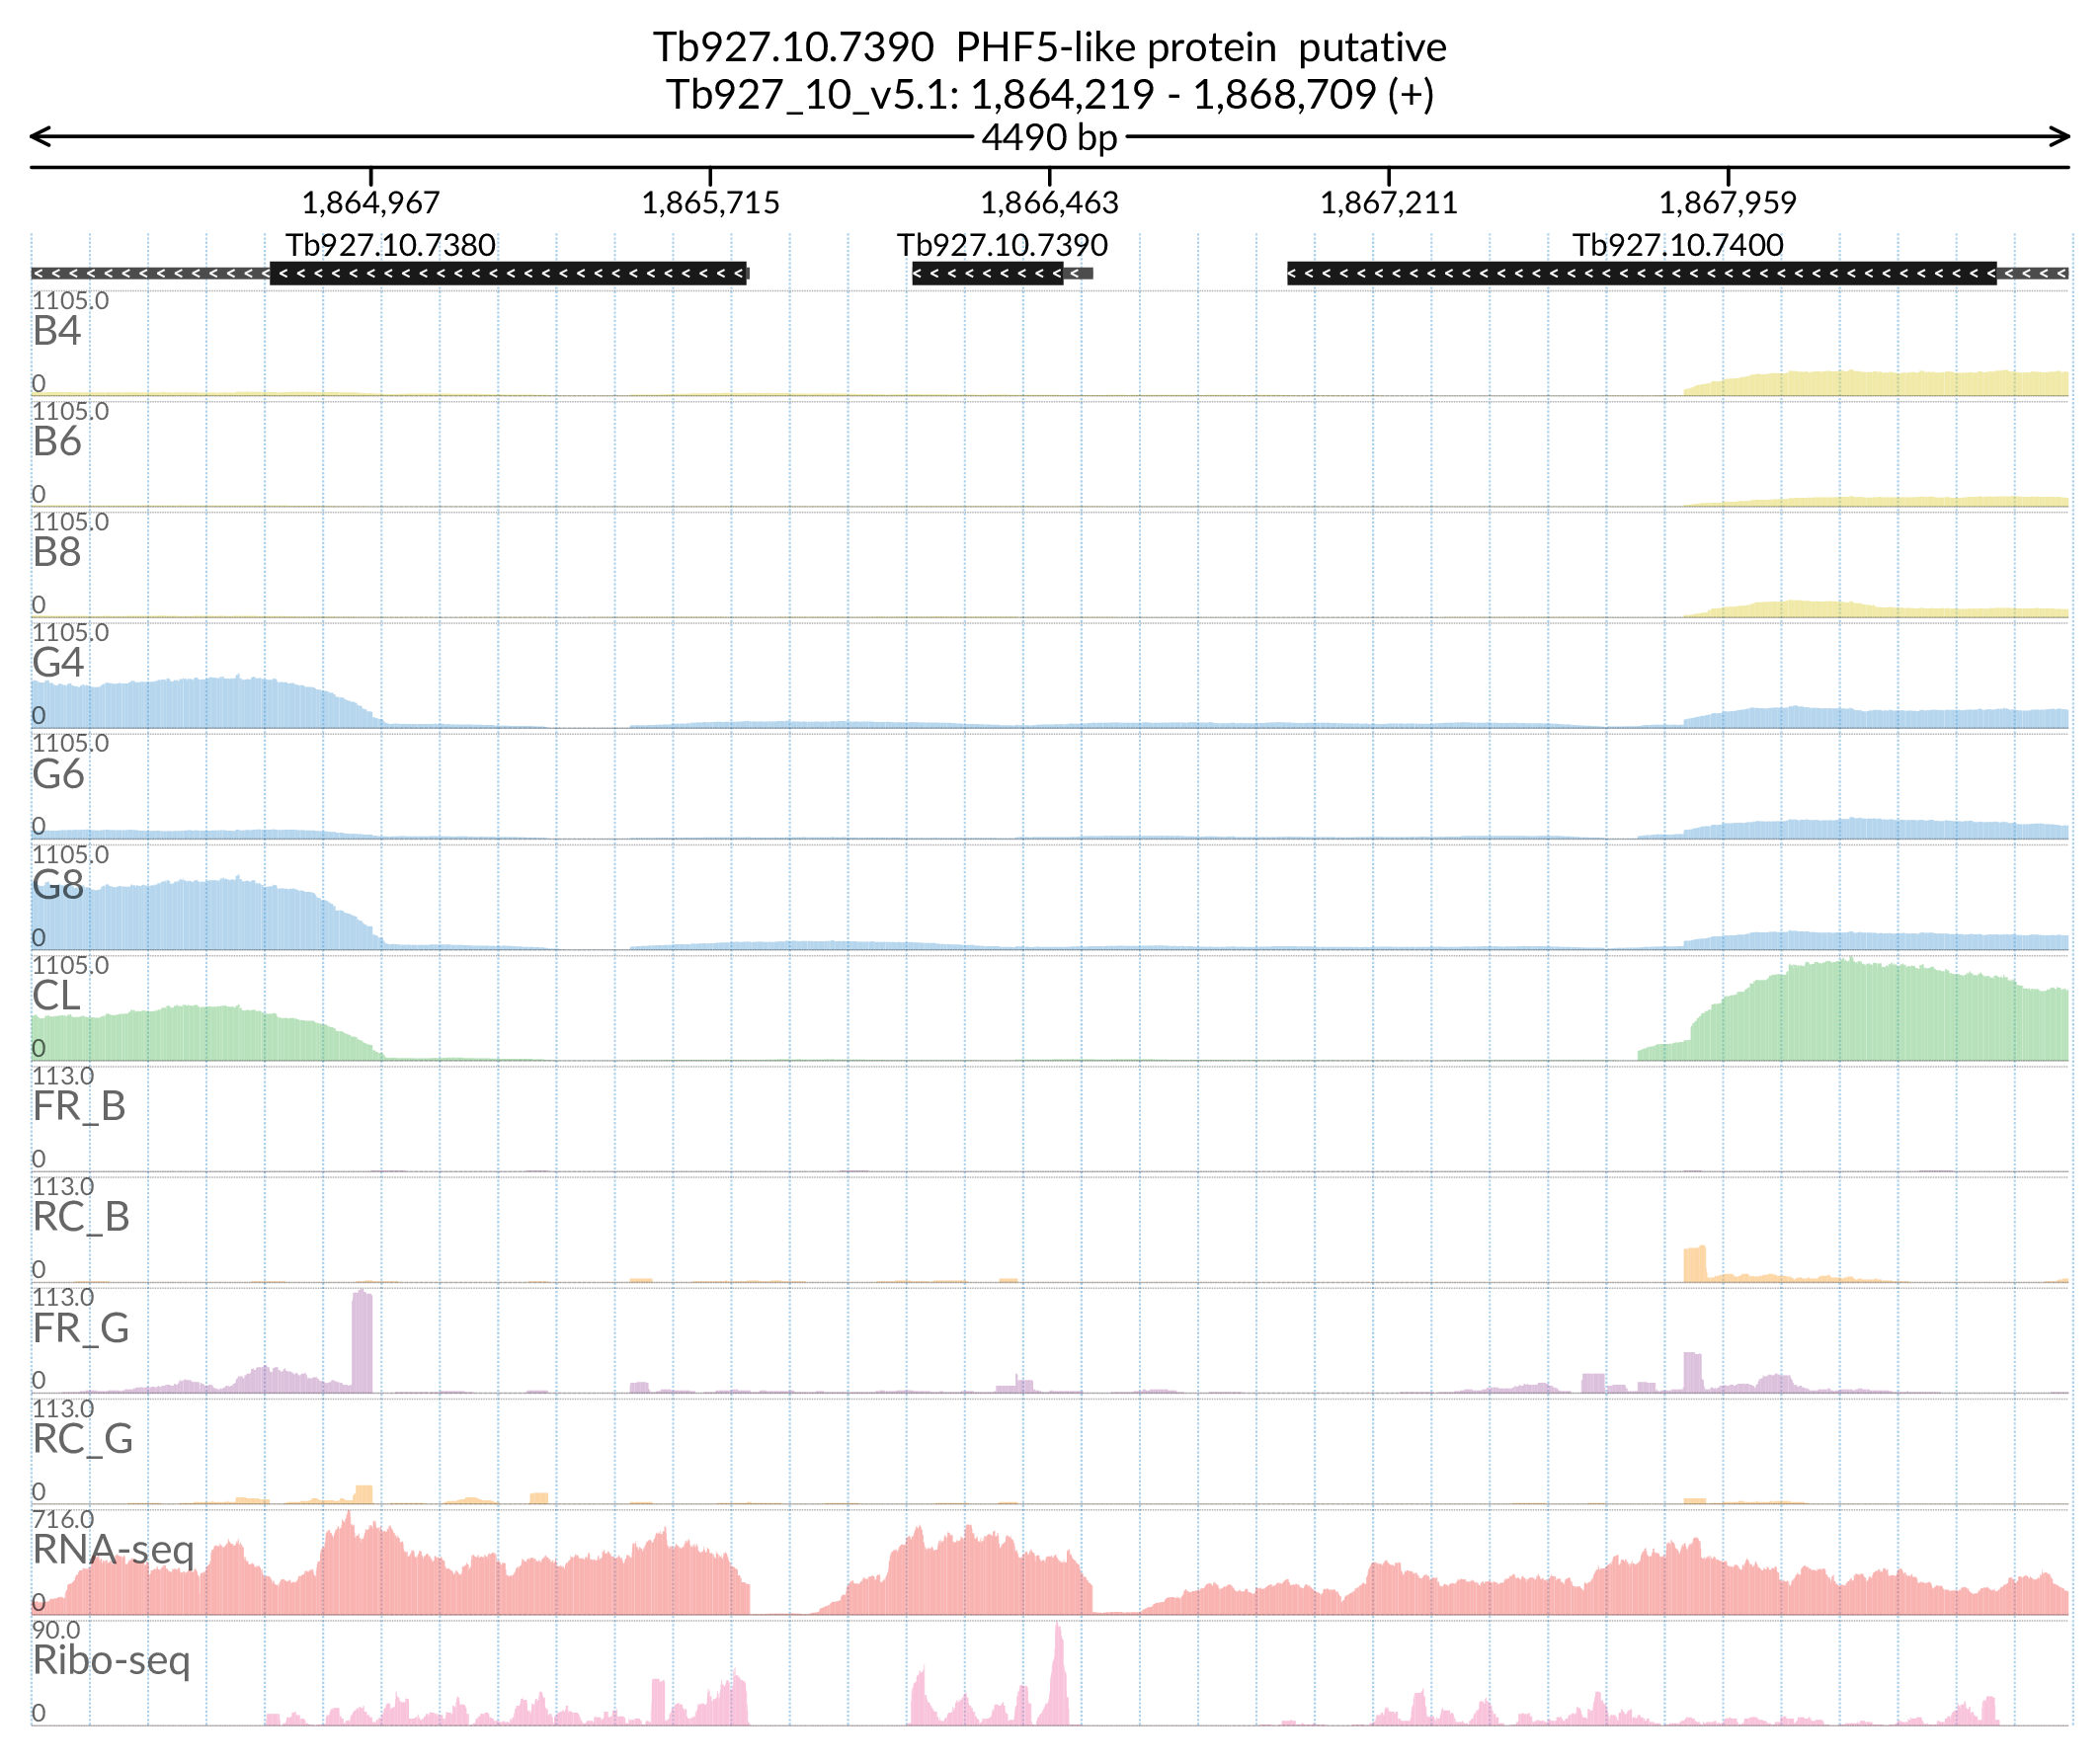 Tb927.10.7390  PHF5-like protein  putative
Tb927_10_v5.1: 1,864,219 - 1,868,709 (+)
4490 bp
1,864,967 1,865,715 1,866,463 1,867,211 1,867,959
Tb927.10.7380 Tb927.10.7390 Tb927.10.7400
1105.0
B4
0
1105.0
B6
0
1105.0
B8
0
1105.0
G4
0
1105.0
G6
0
1105.0
G8
0
1105.0
CL
0
113.0
FR_B
0
113.0
RC_B
0
113.0
FR_G
0
113.0
RC_G
0
716.0
RNA-seq
0
90.0
Ribo-seq
0